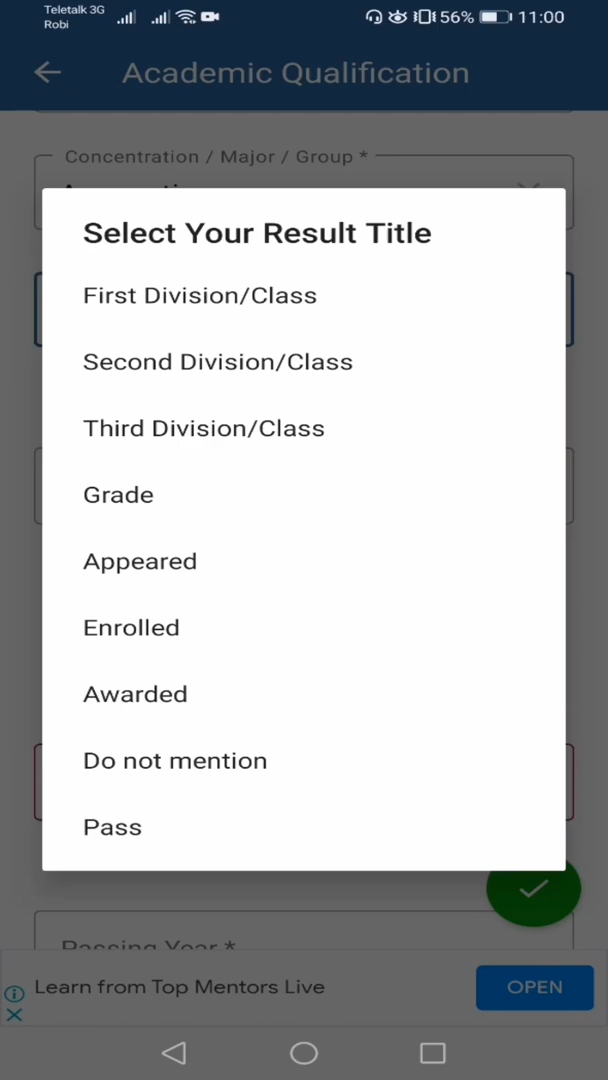 Teletalk 3G
Robi
56% 11:00
Academic Qualification
Concentration / Major / Group *
Select Your Result Title
First Division/Class
Second Division/Class
Third Division/Class
Grade
Appeared
Enrolled
Awarded
Do not mention
Pass
Passing Year *
Learn from Top Mentors Live
OPEN